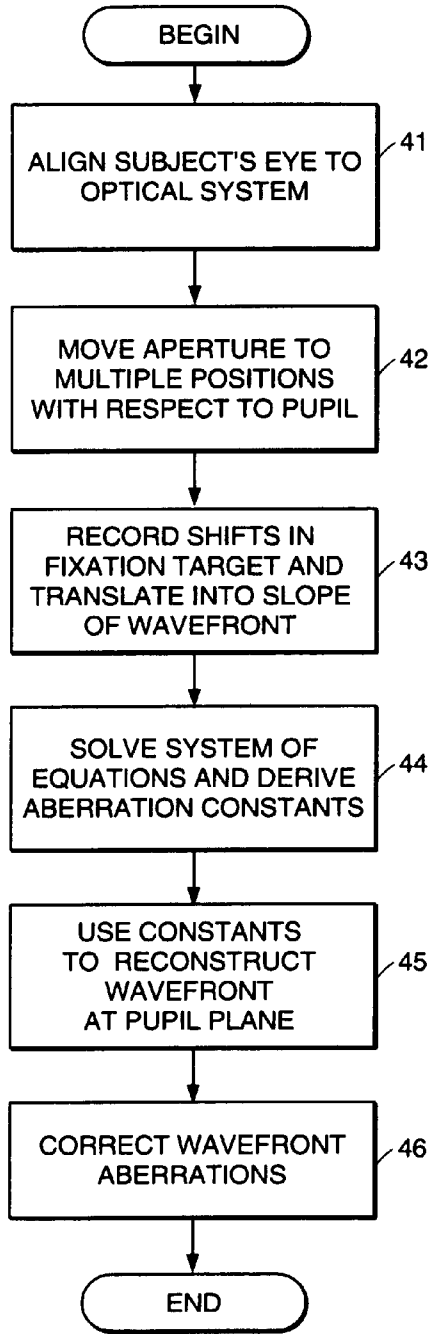 BEGIN
ALIGN SUBJECT'S EYE TO
OPTICAL SYSTEM
41
MOVE APERTURE TO
MULTIPLE POSITIONS
WITH RESPECT TO PUPIL
42
RECORD SHIFTS IN
FIXATION TARGET AND
TRANSLATE INTO SLOPE
OF WAVEFRONT
43
SOLVE SYSTEM OF
EQUATIONS AND DERIVE
ABERRATION CONSTANTS
44
USE CONSTANTS
TO RECONSTRUCT
WAVEFRONT
AT PUPIL PLANE
45
CORRECT WAVEFRONT
ABERRATIONS
46
END